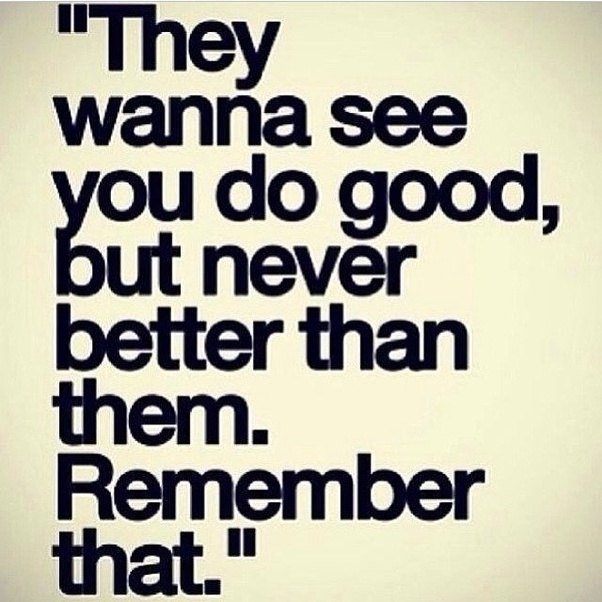 "They
wanna see
you do good,
but never
better than
them.
Remember
that."